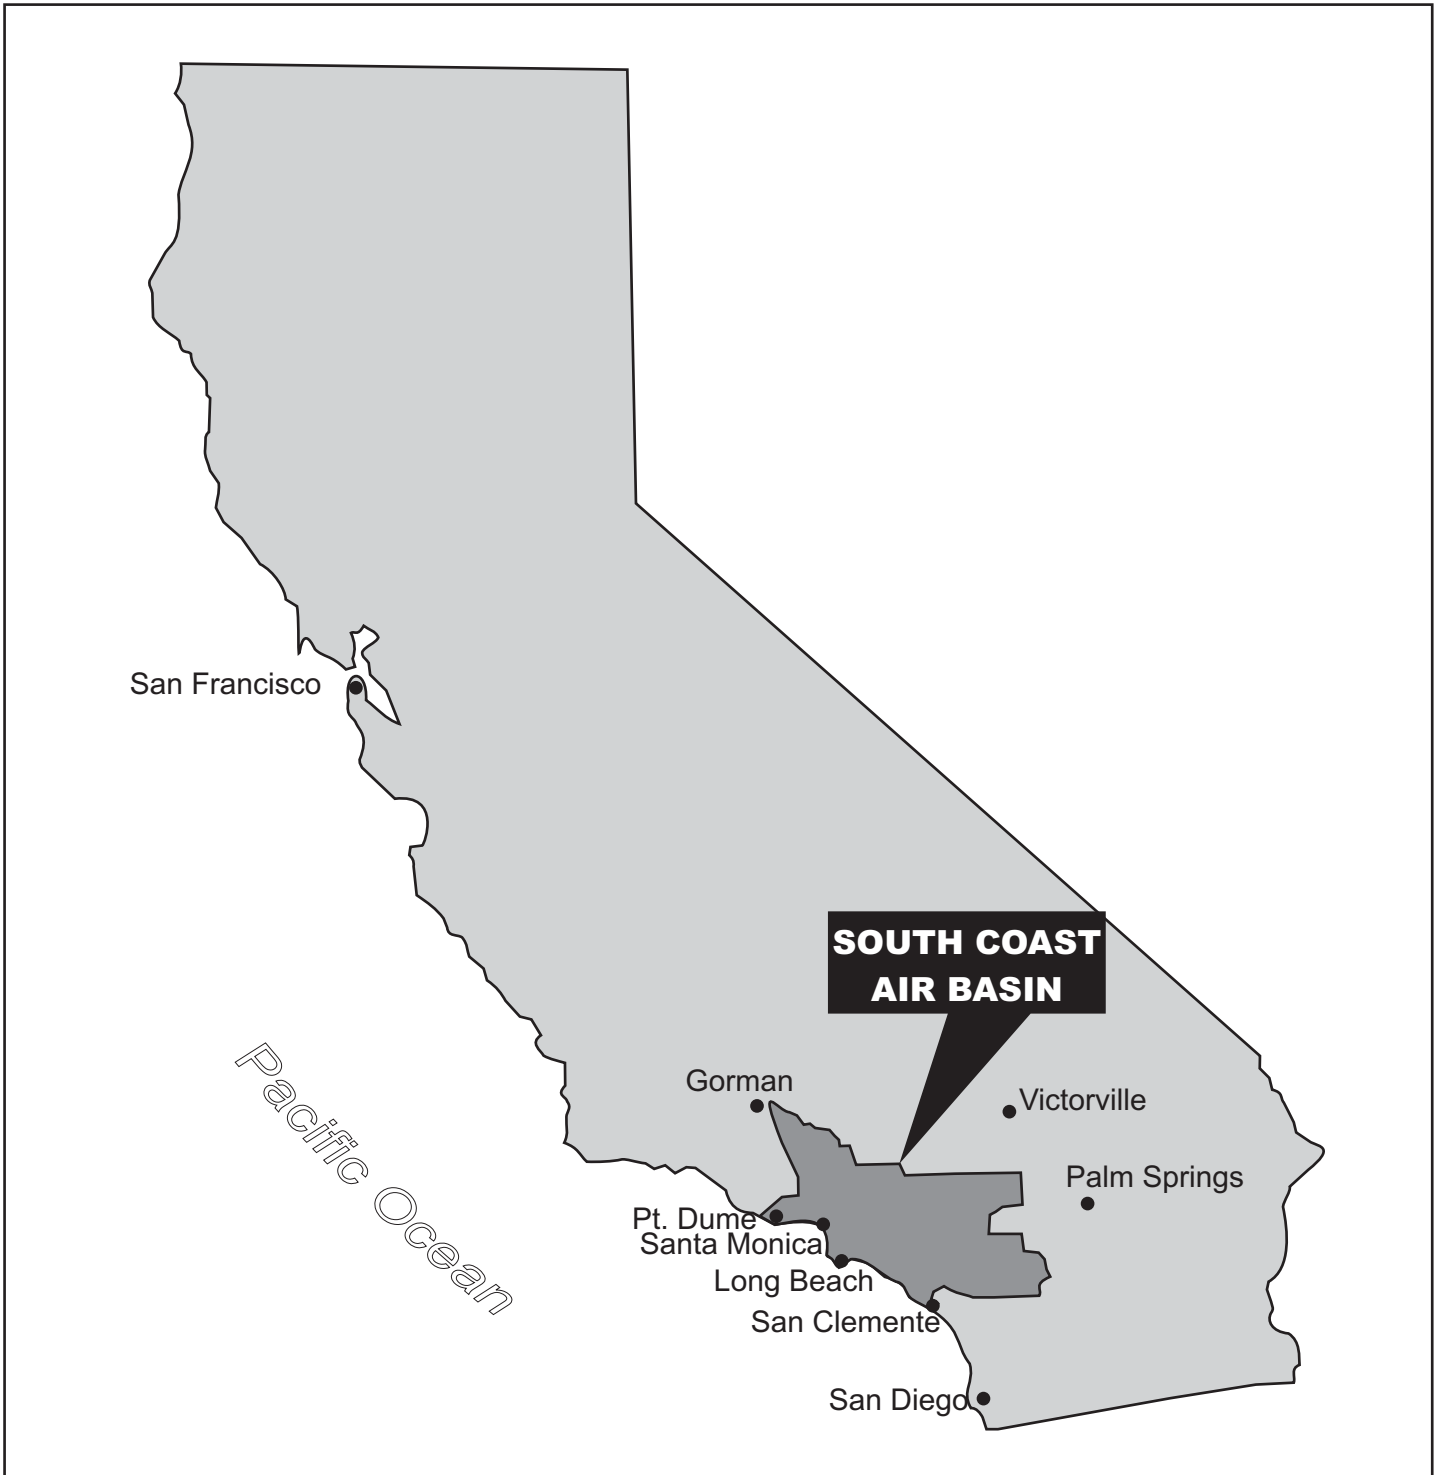 San Francisco
SOUTH COAST
AIR BASIN
Pacific Ocean
Gorman
Victorville
Palm Springs
Pt. Dume
Santa Monica
Long Beach
San Clemente
San Diego